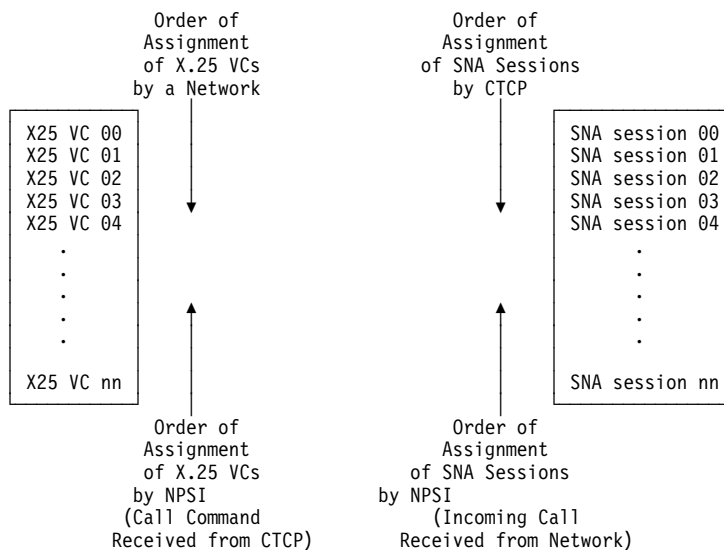 Order of Order of
Assignment Assignment
of X.25 VCs of SNA Sessions
by a Network by CTCP
X25 VC 00 SNA session 00
X25 VC 01 SNA session 01
X25 VC 02 SNA session 02
X25 VC 03 SNA session 03
X25 VC 04 SNA session 04
. .
. .
. .
. .
. .
X25 VC nn SNA session nn
Order of Order of
Assignment Assignment
of X.25 VCs of SNA Sessions
by NPSI by NPSI
(Call Command (Incoming Call
Received from CTCP) Received from Network)